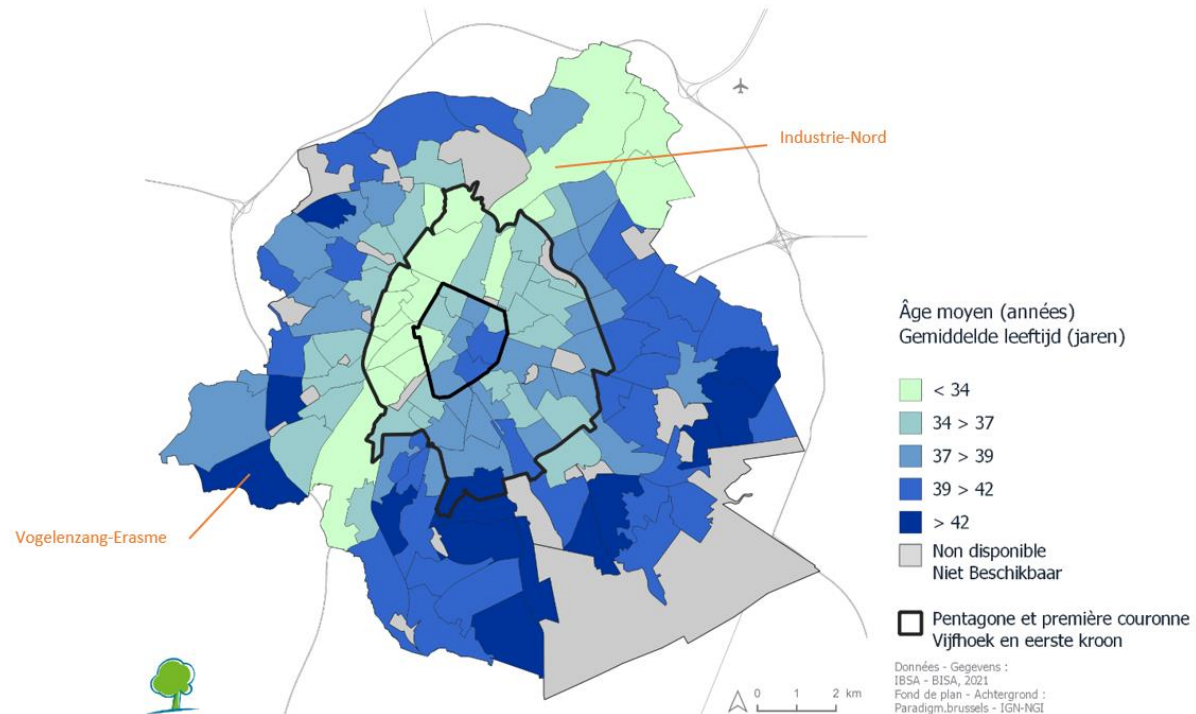 Industrie-Nord
Vogelenzang-Erasme
Âge moyen (années)
Gemiddelde leeftijd (jaren)
< 34
34 > 37
37 > 39
39 > 42
> 42
Non disponible
Niet Beschikbaar
Pentagone et première couronne
Vijfhoek en eerste kroon
Données - Gegevens :
IBSA - BISA, 2021
Fond de plan - Achtergrond :
Paradigm.brussels - IGN-NGI
0 1 2 km